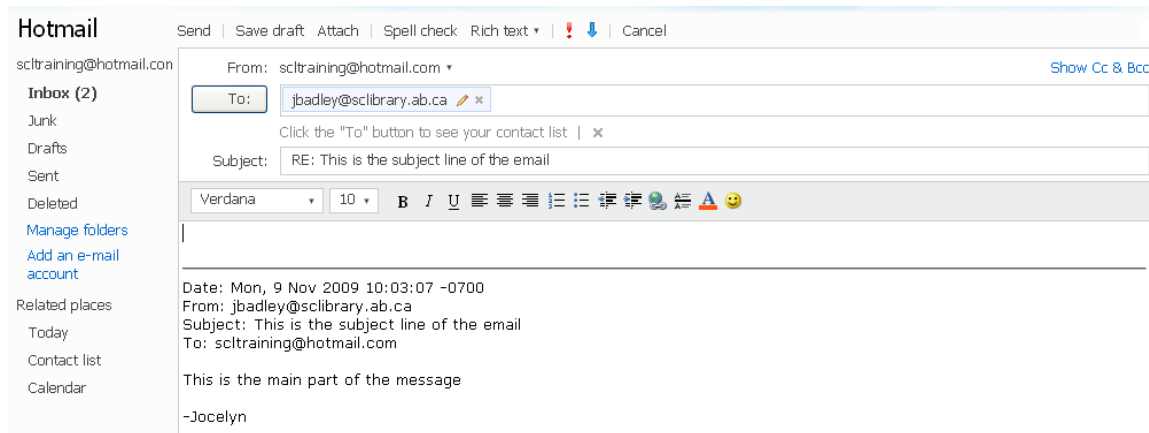 Hotmail
Send | Save draft Attach | Spell check Rich text | Cancel
scltraining@hotmail.con
From: scltraining@hotmail.com
Show Cc & Bcc
Inbox (2)
To: jbadley@sclibrary.ab.ca
Junk
Click the "To" button to see your contact list |
Drafts
Subject: RE: This is the subject line of the email
Sent
Deleted
Verdana 10 B I U A
Manage folders
Add an e-mail
account
Related places
Today
Contact list
Calendar
Date: Mon, 9 Nov 2009 10:03:07 -0700
From: jbadley@sclibrary.ab.ca
Subject: This is the subject line of the email
To: scltraining@hotmail.com
This is the main part of the message
-Jocelyn